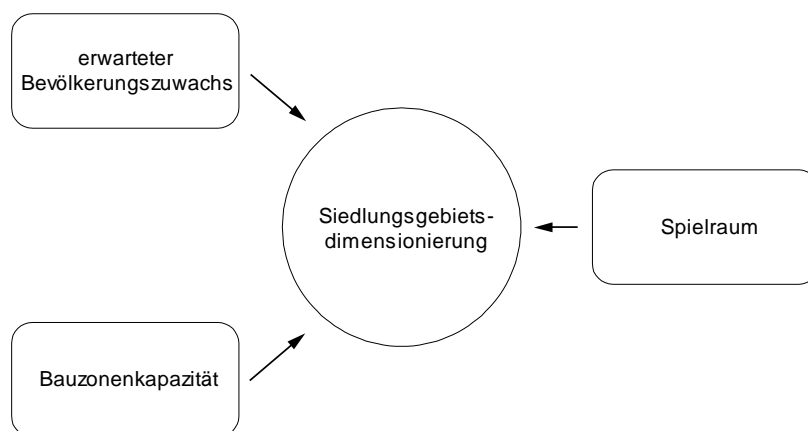 erwarteter
Bevölkerungszuwachs
Siedlungsgebiets-
dimensionierung
Spielraum
Bauzonenkapazität